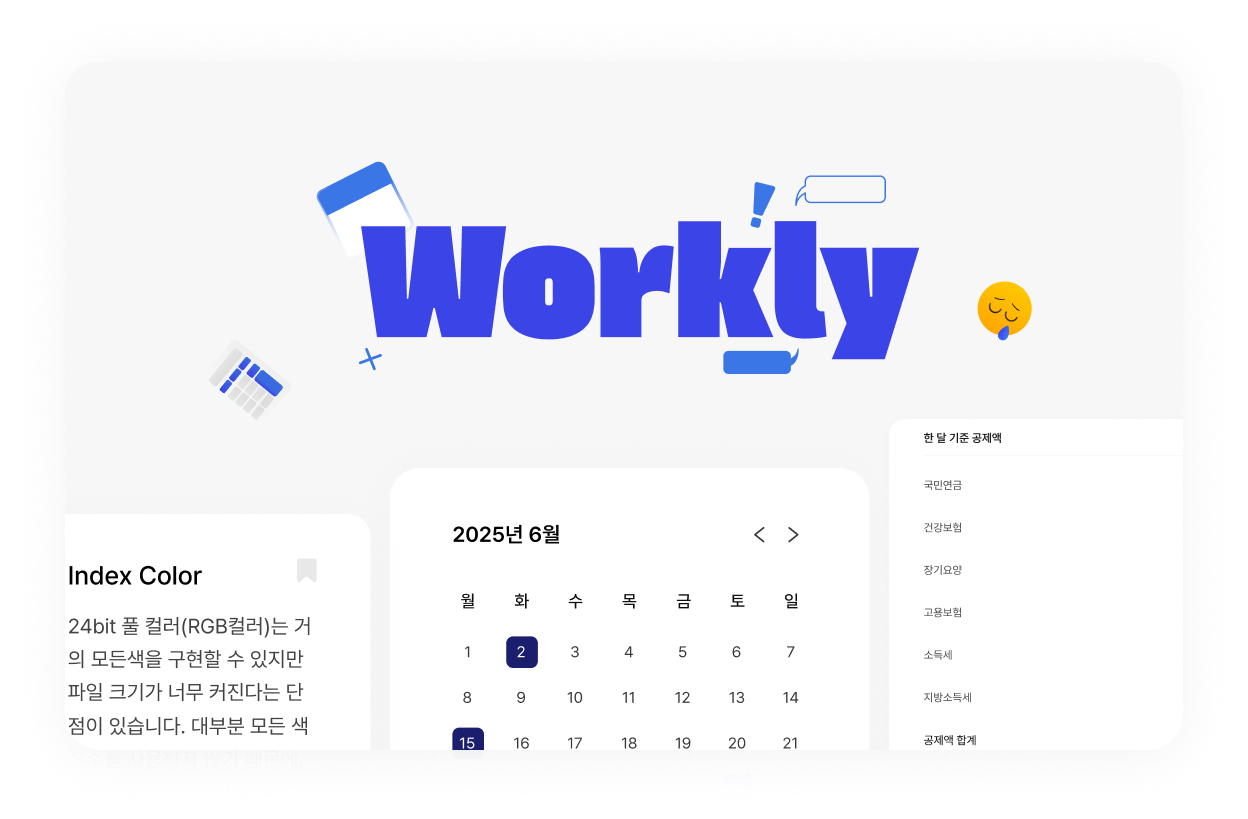 Workly
Index Color
24bit 풀 컬러(RGB컬러)는 거
의 모든색을 구현할 수 있지만
파일 크기가 너무 커진다는 단
점이 있습니다. 대부분 모든 색
2025년 6월
월 화 수 목 금 토 일
1 2 3 4 5 6 7
8 9 10 11 12 13 14
15 16 17 18 19 20 21
한 달 기준 공제액
국민연금
건강보험
장기요양
고용보험
소득세
지방소득세
공제액 합계